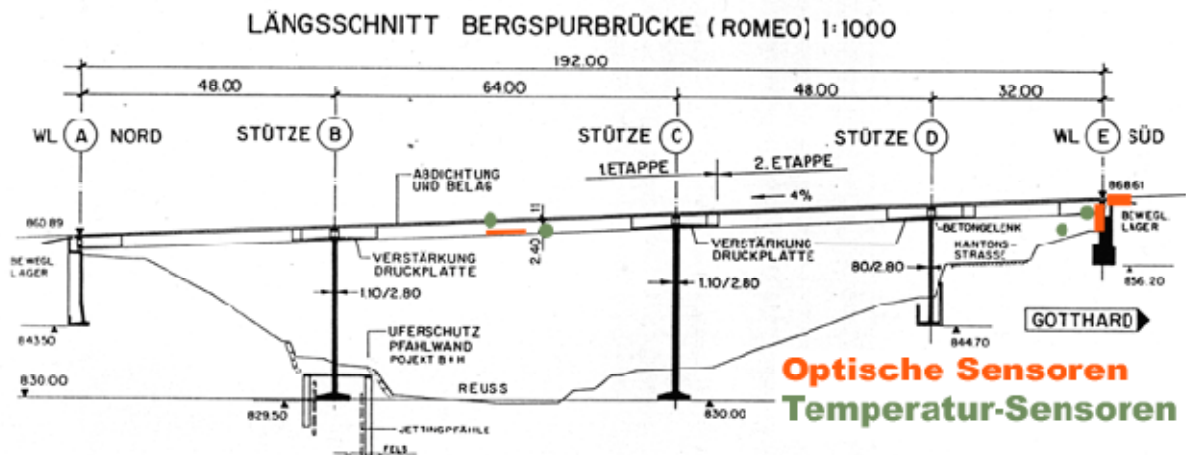 LÄNGSSCHNITT BERGSPURBRÜCKE (ROMEO) 1:1000
192.00
48.00 64.00 48.00 32.00
WL A NORD STÜTZE B STÜTZE C STÜTZE D WL E SÜD
1.ETAPPE 2.ETAPPE
ABDICHTUNG
UND BELAG
4%
868.61
860.89
11
2.40
BEWEGL
LAGER
VERSTÄRKUNG
DRUCKPLATTE
VERSTÄRKUNG
DRUCKPLATTE
BETONGELENK
KANTONS-
STRASSE
BEWEGL.
LAGER
1.10/2.80
1.10/2.80
80/2.80
856.20
UFERSCHUTZ
PFAHLWAND
POJEKT B+H
843.50
844.70
GOTTHARD
830.00
REUSS
829.50
830.00
JETTINGPFÄHLE
FELS
Optische Sensoren
Temperatur-Sensoren